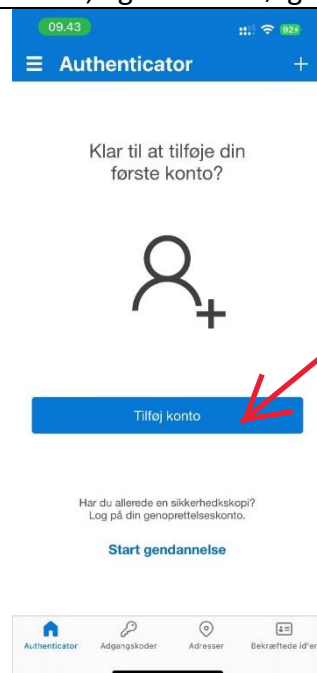 09.43
92
Authenticator
Klar til at tilføje din
første konto?
Tilføj konto
Har du allerede en sikkerhedskopi?
Log på din genoprettelseskonto.
Start gendannelse
Authenticator Adgangskoder Adresser Bekræftede id'er